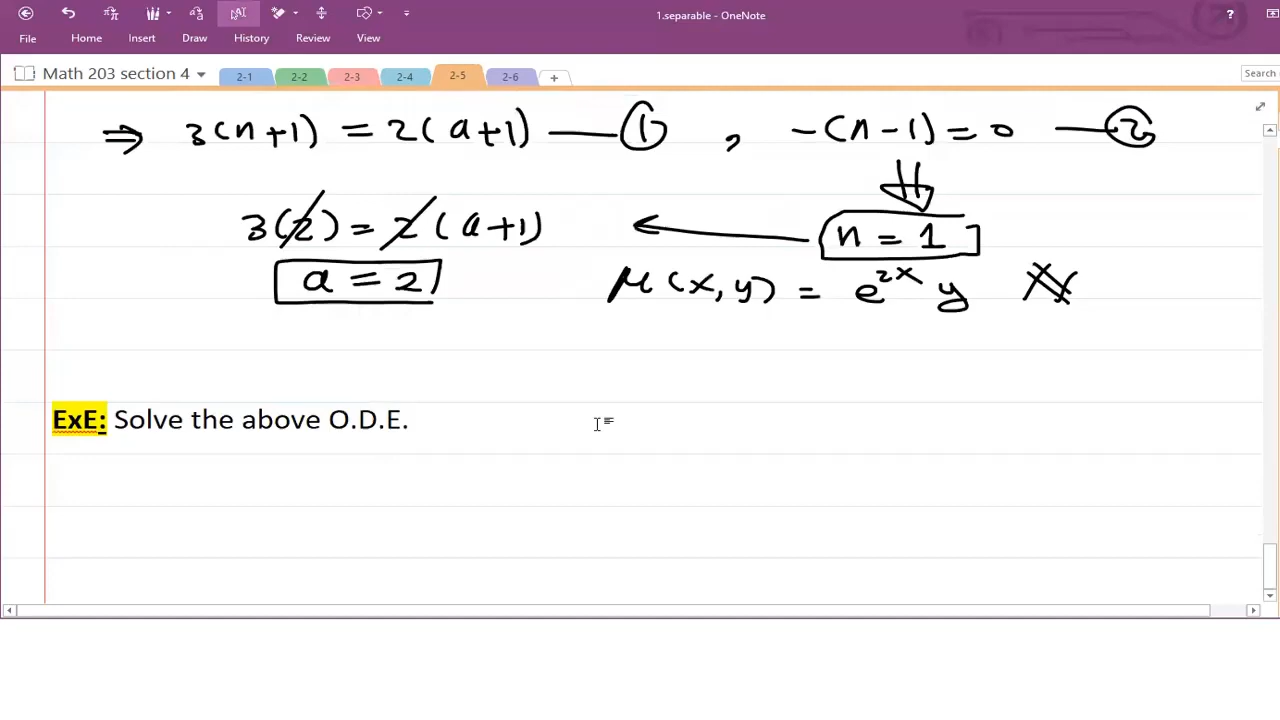 1.separable - OneNote
?
File Home Insert Draw History Review View
Math 203 section 4 2-1 2-2 2-3 2-4 2-5 2-6 +
Search
⇒ 3(n+1) = 2(a+1) — ① , -(n-1) = 0 — ②
3(2) = 2(a+1) ← n = 1
a = 2 μ(x,y) = e^{2x} y
ExE: Solve the above O.D.E.